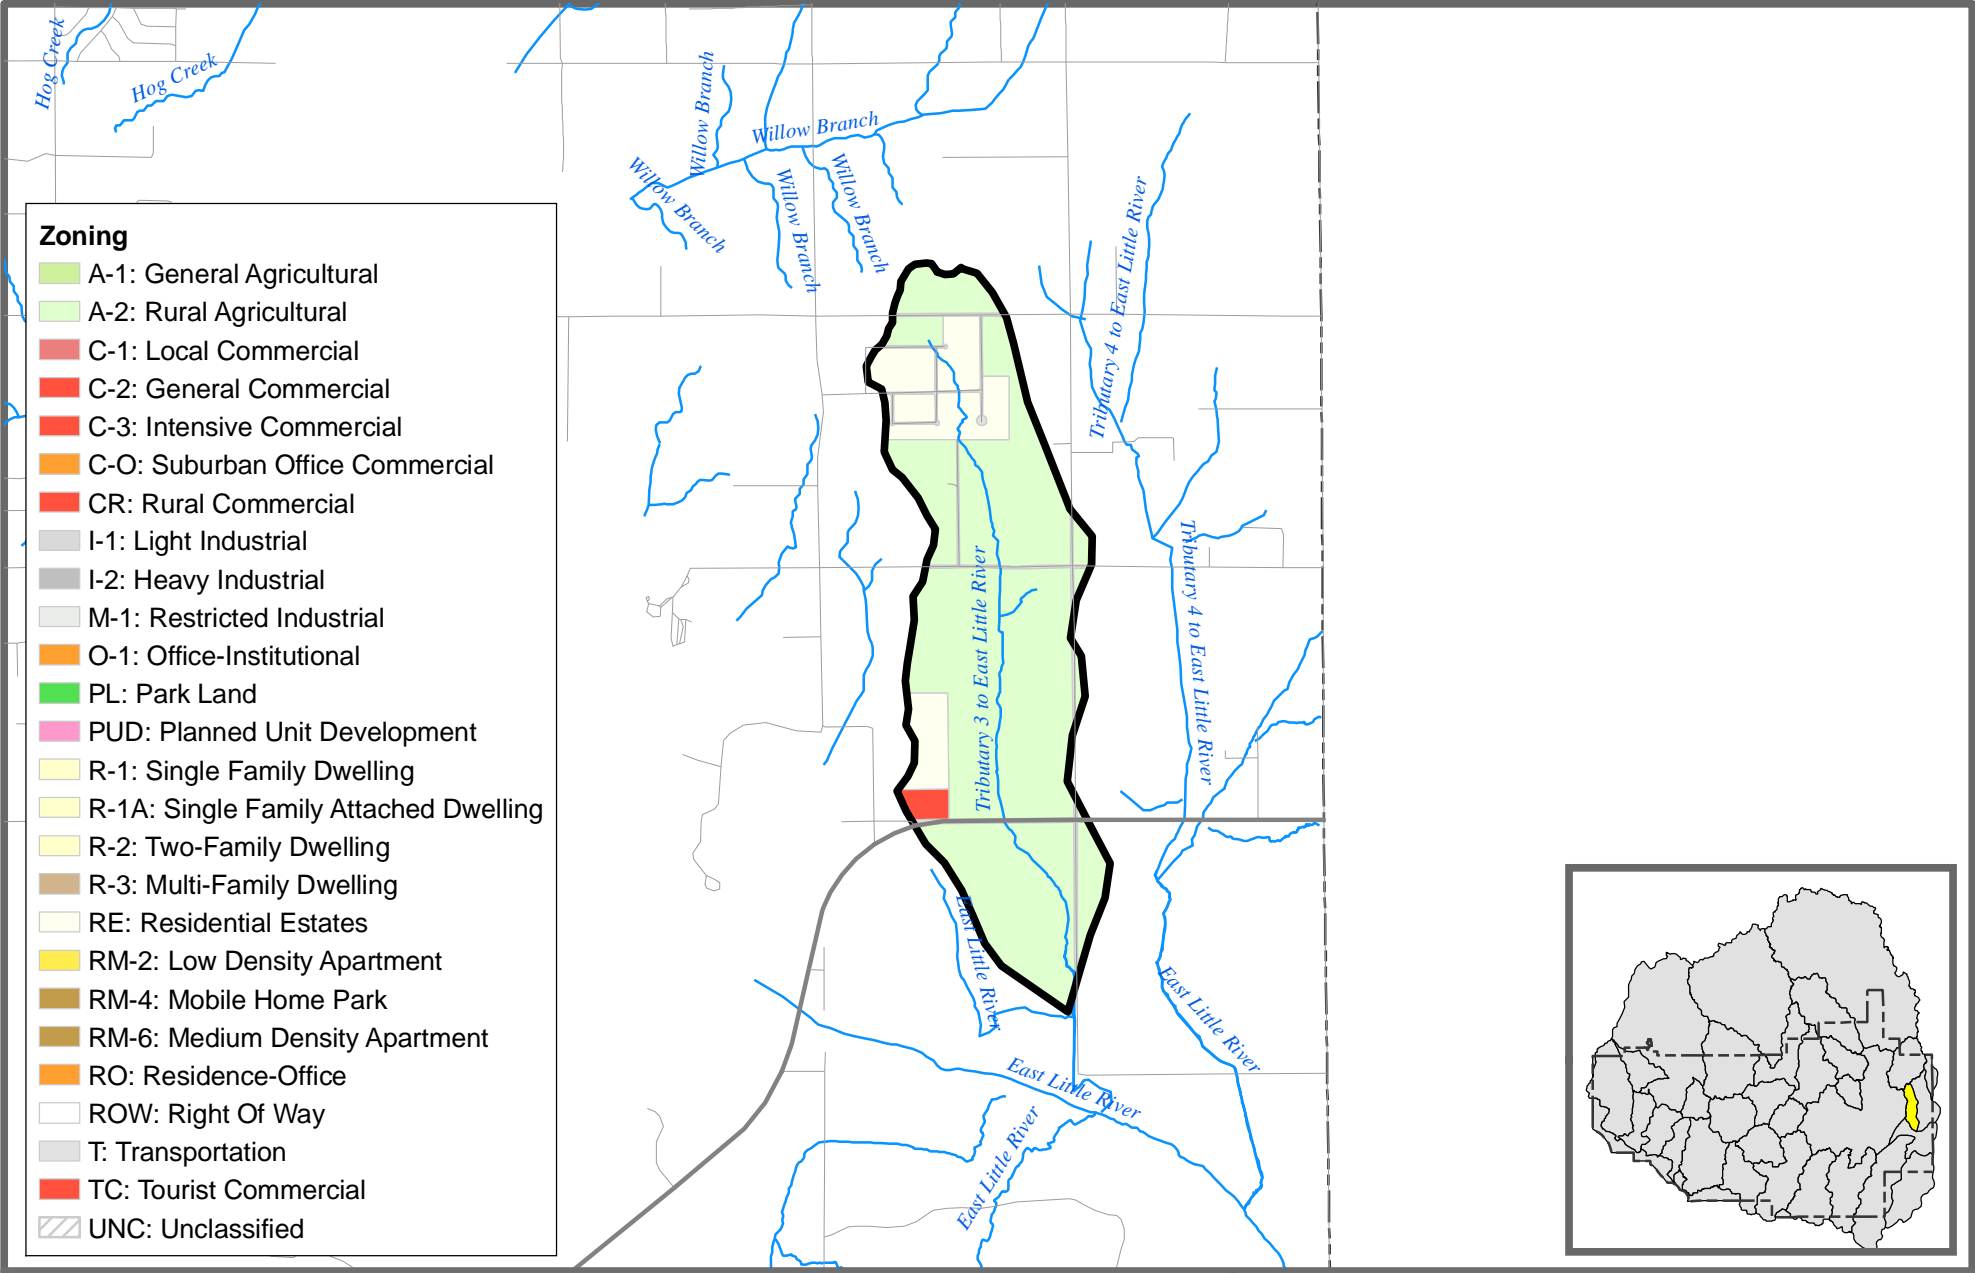 Hog Creek
Hog Creek
Willow Branch
Willow Branch
Willow Branch
Willow Branch
Willow Branch
Tributary 4 to East Little River
Zoning
A-1: General Agricultural
A-2: Rural Agricultural
C-1: Local Commercial
C-2: General Commercial
C-3: Intensive Commercial
C-O: Suburban Office Commercial
CR: Rural Commercial
I-1: Light Industrial
I-2: Heavy Industrial
M-1: Restricted Industrial
O-1: Office-Institutional
PL: Park Land
PUD: Planned Unit Development
R-1: Single Family Dwelling
R-1A: Single Family Attached Dwelling
R-2: Two-Family Dwelling
R-3: Multi-Family Dwelling
RE: Residential Estates
RM-2: Low Density Apartment
RM-4: Mobile Home Park
RM-6: Medium Density Apartment
RO: Residence-Office
ROW: Right Of Way
T: Transportation
TC: Tourist Commercial
UNC: Unclassified
Tributary 3 to East Little River
Tributary 4 to East Little River
East Little River
East Little River
East Little River
East Little River